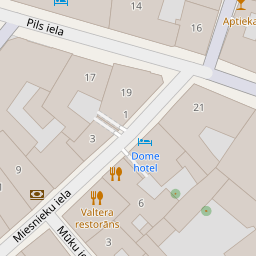 Pils iela
14
16
Aptieka
17
19
21
1
3
Dome
hotel
9
6
Miesnieku iela
Valtera
restorāns
Mūku
3